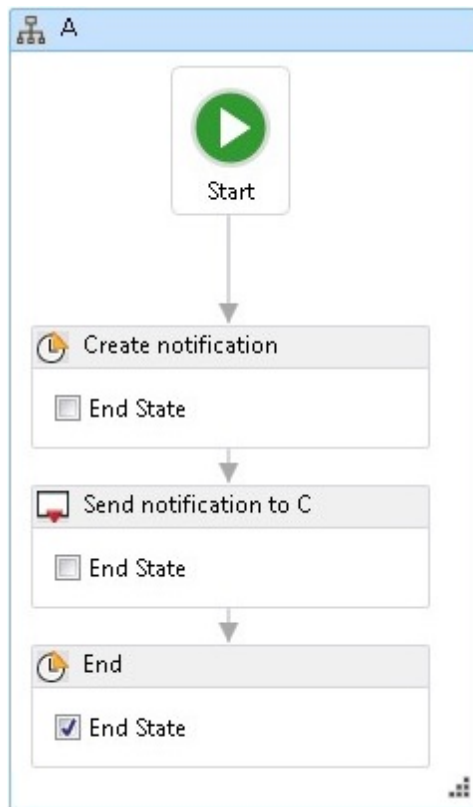 A
Start
Create notification
End State
Send notification to C
End State
End
End State